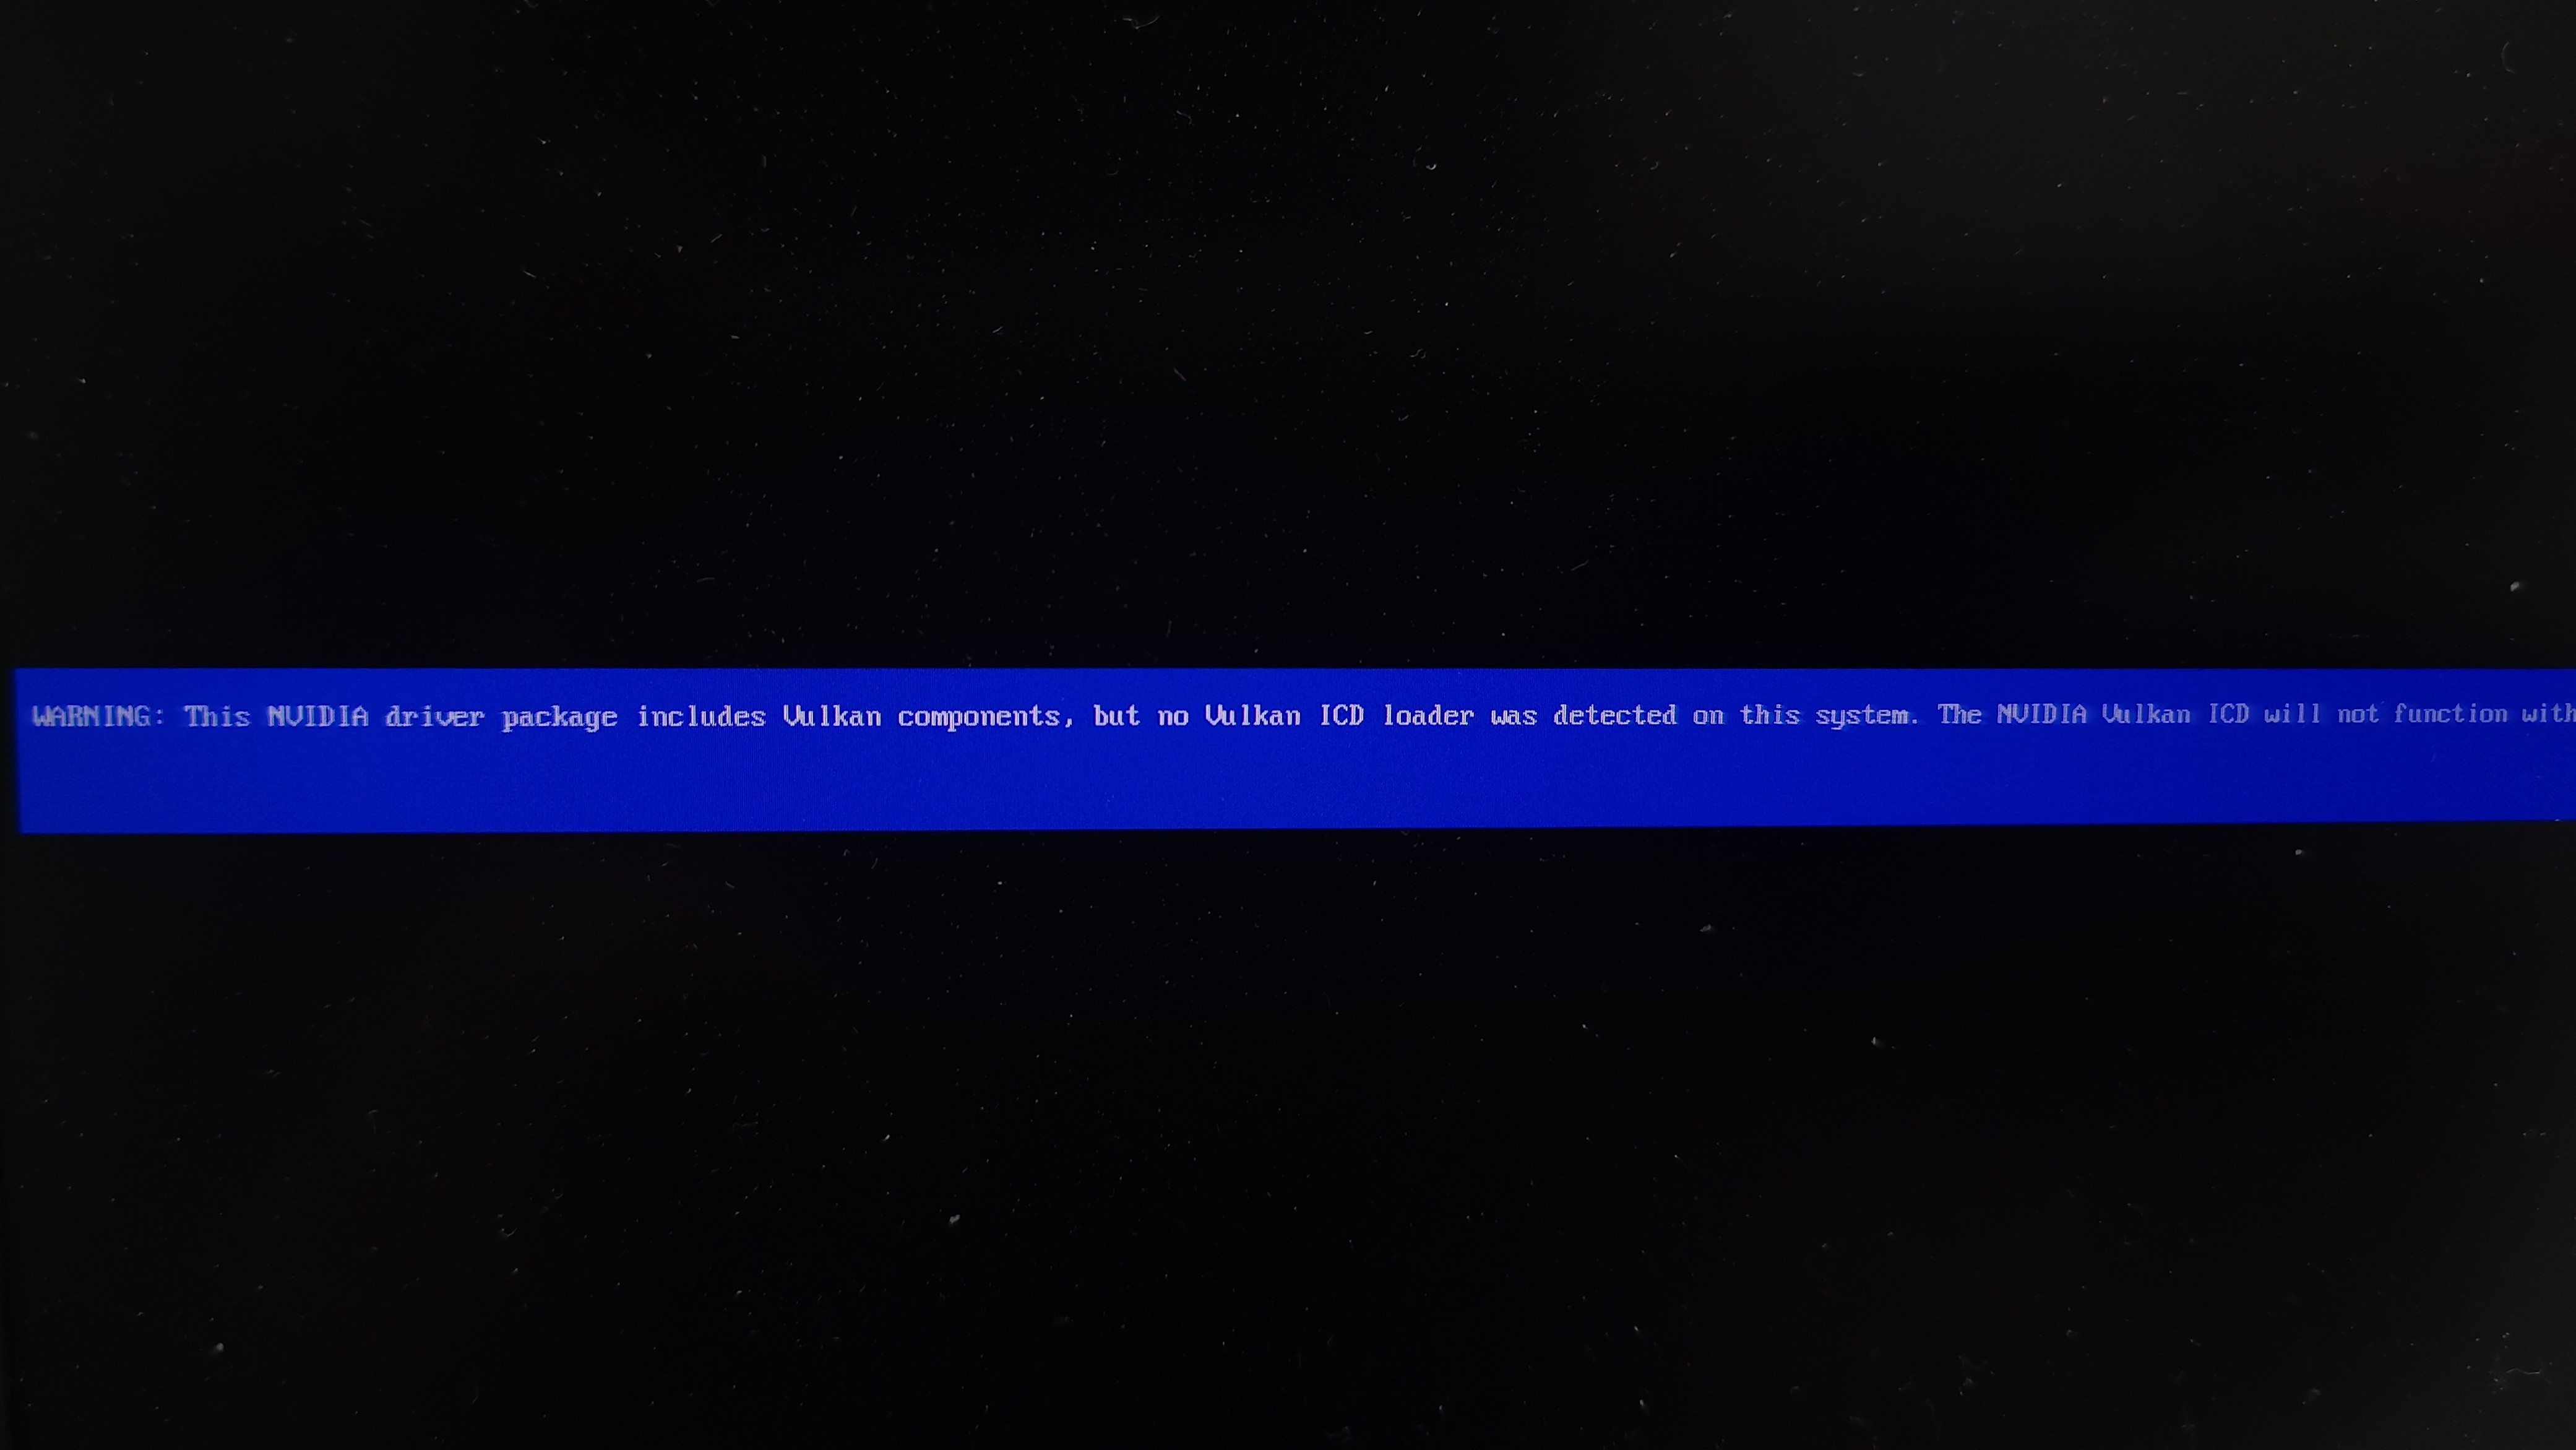 WARNING: This NVIDIA driver package includes Vulkan components, but no Vulkan ICD loader was detected on this system. The NVIDIA Vulkan ICD will not function with